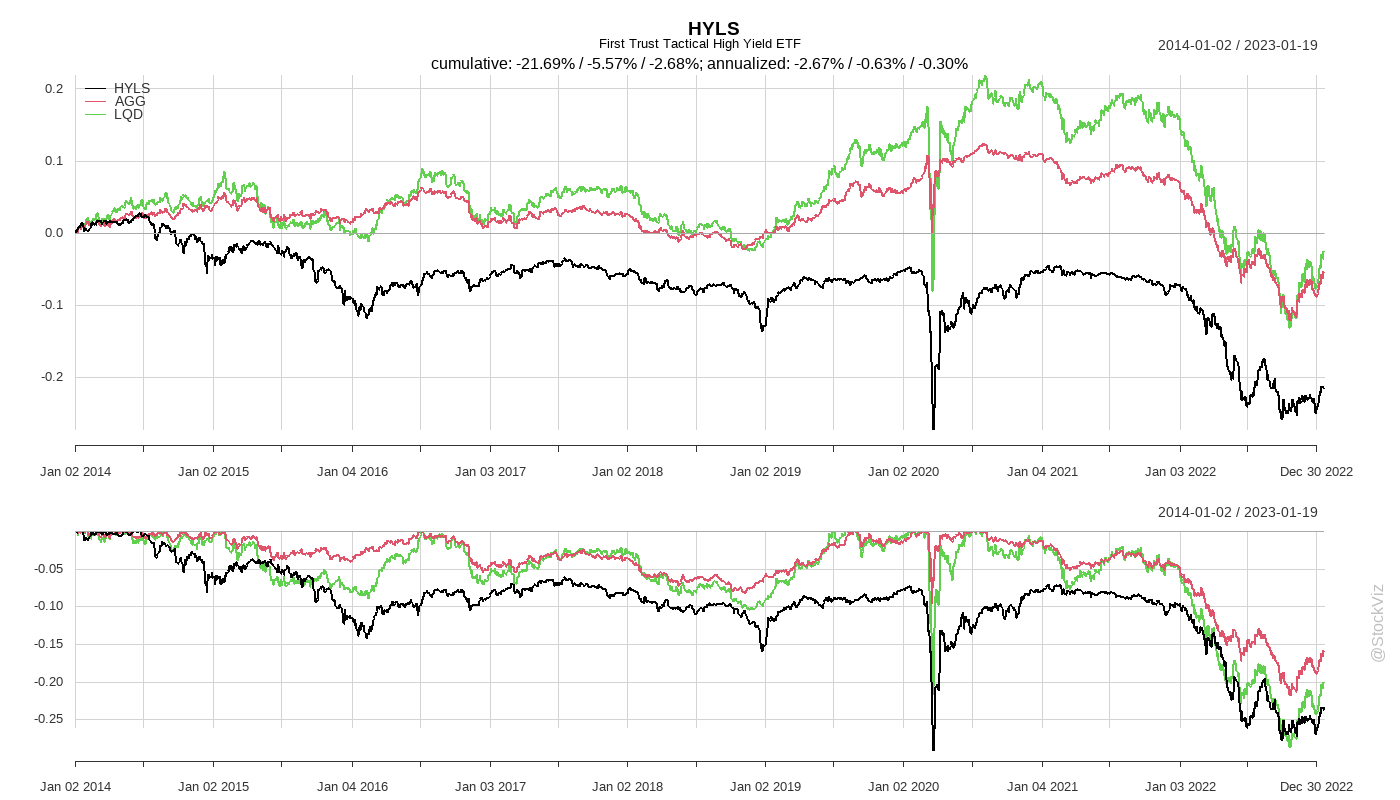 HYLS
First Trust Tactical High Yield ETF
2014-01-02 / 2023-01-19
cumulative: -21.69% / -5.57% / -2.68%; annualized: -2.67% / -0.63% / -0.30%
HYLS
AGG
LQD
0.2
0.1
0.0
-0.1
-0.2
Jan 02 2014 Jan 02 2015 Jan 04 2016 Jan 03 2017 Jan 02 2018 Jan 02 2019 Jan 02 2020 Jan 04 2021 Jan 03 2022 Dec 30 2022
2014-01-02 / 2023-01-19
-0.05
-0.10
-0.15
-0.20
-0.25
Jan 02 2014 Jan 02 2015 Jan 04 2016 Jan 03 2017 Jan 02 2018 Jan 02 2019 Jan 02 2020 Jan 04 2021 Jan 03 2022 Dec 30 2022
@StockViz